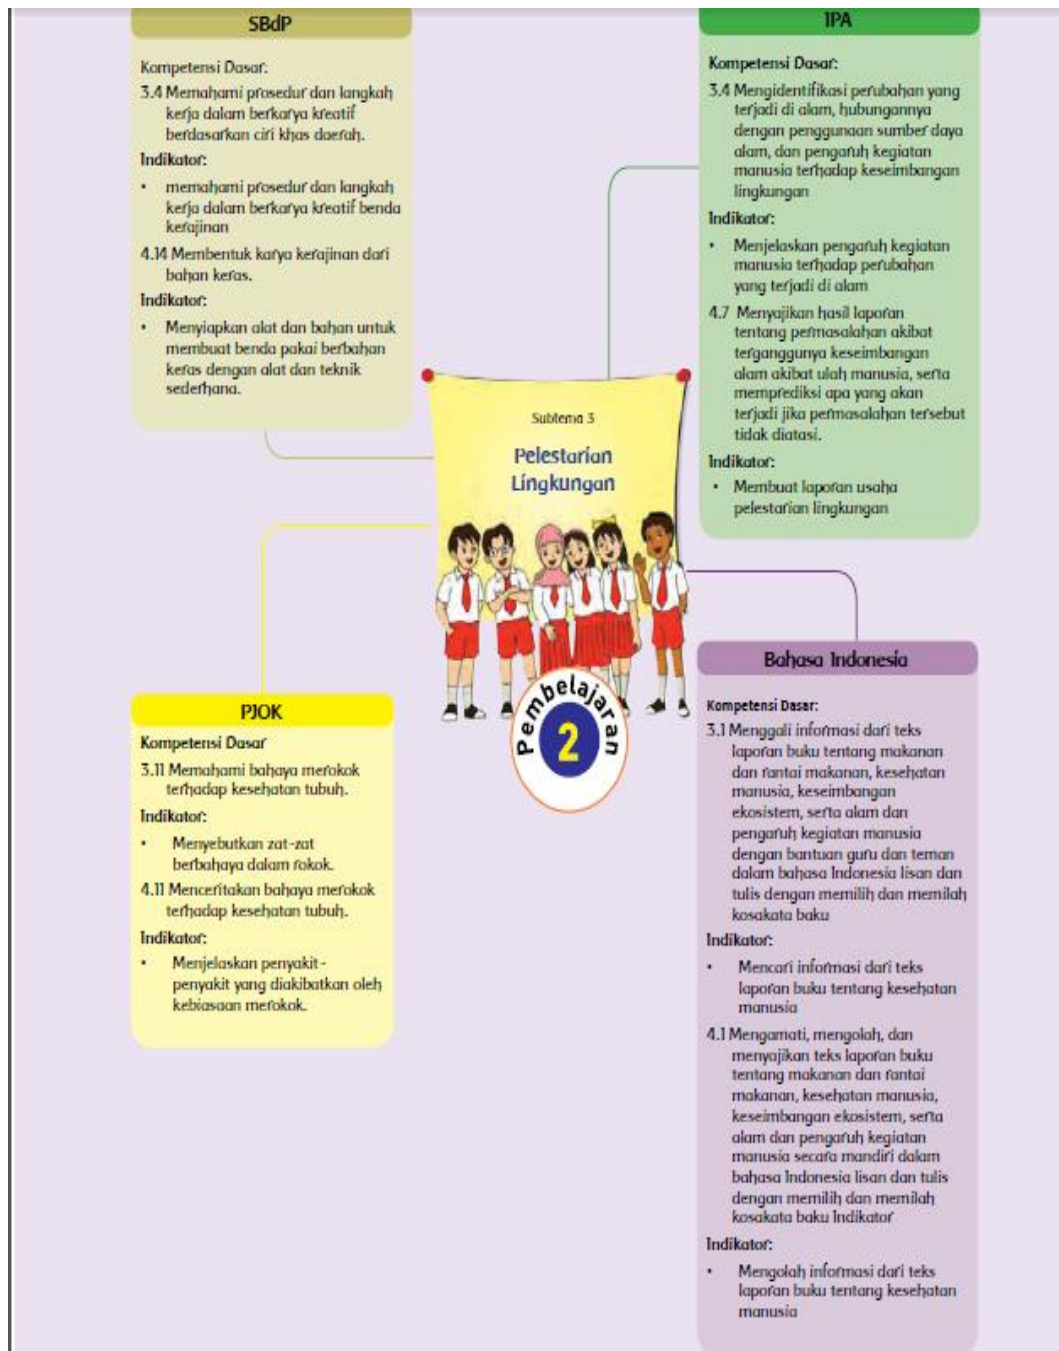 SBdP
Kompetensi Dasar:
3.4 Memahami prosedur dan langkah
kerja dalam berkarya kreatif
berdasarkan ciri khas daerah.
Indikator:
• memahami prosedur dan langkah
kerja dalam berkarya kreatif benda
kerajinan
4.14 Membentuk karya kerajinan dari
bahan keras.
Indikator:
• Menyiapkan alat dan bahan untuk
membuat benda pakai berbahan
keras dengan alat dan teknik
sederhana.
IPA
Kompetensi Dasar:
3.4 Mengidentifikasi perubahan yang
terjadi di alam, hubungannya
dengan penggunaan sumber daya
alam, dan pengaruh kegiatan
manusia terhadap keseimbangan
lingkungan
Indikator:
• Menjelaskan pengaruh kegiatan
manusia terhadap perubahan
yang terjadi di alam
4.7 Menyajikan hasil laporan
tentang permasalahan akibat
terganggunya keseimbangan
alam akibat ulah manusia, serta
memprediksi apa yang akan
terjadi jika permasalahan tersebut
tidak diatasi.
Indikator:
• Membuat laporan usaha
pelestarian lingkungan
Subtema 3
Pelestarian
Lingkungan
Pembelajaran
2
PJOK
Kompetensi Dasar
3.11 Memahami bahaya merokok
terhadap kesehatan tubuh.
Indikator:
• Menyebutkan zat-zat
berbahaya dalam rokok.
4.11 Menceritakan bahaya merokok
terhadap kesehatan tubuh.
Indikator:
• Menjelaskan penyakit-
penyakit yang diakibatkan oleh
kebiasaan merokok.
Bahasa Indonesia
Kompetensi Dasar:
3.1 Menggali informasi dari teks
laporan buku tentang makanan
dan rantai makanan, kesehatan
manusia, keseimbangan
ekosistem, serta alam dan
pengaruh kegiatan manusia
dengan bantuan guru dan teman
dalam bahasa Indonesia lisan dan
tulis dengan memilih dan memilah
kosakata baku
Indikator:
• Mencari informasi dari teks
laporan buku tentang kesehatan
manusia
4.1 Mengamati, mengolah, dan
menyajikan teks laporan buku
tentang makanan dan rantai
makanan, kesehatan manusia,
keseimbangan ekosistem, serta
alam dan pengaruh kegiatan
manusia secara mandiri dalam
bahasa Indonesia lisan dan tulis
dengan memilih dan memilah
kosakata baku Indikator
Indikator:
• Mengolah informasi dari teks
laporan buku tentang kesehatan
manusia